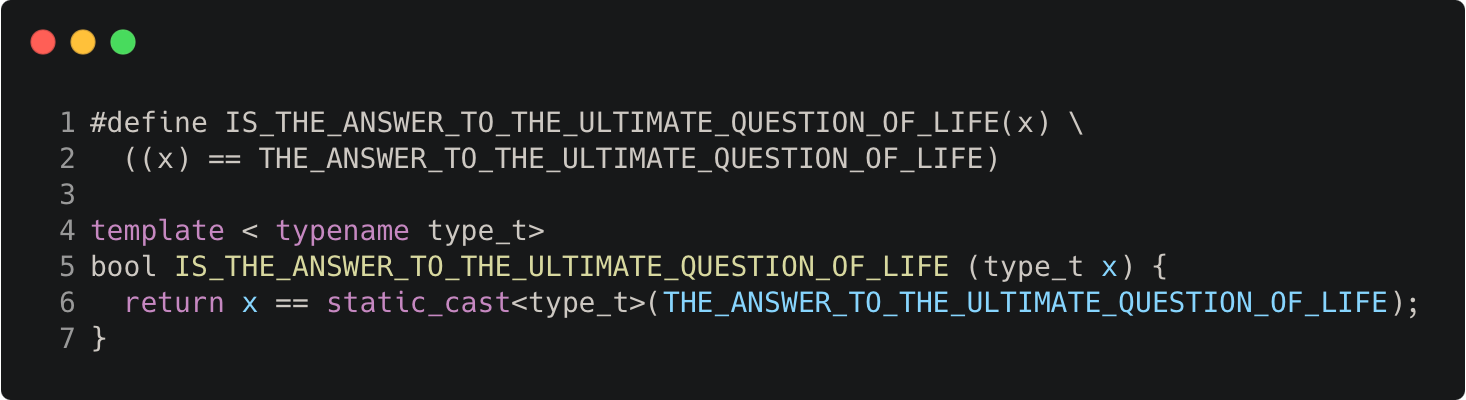 1 #define IS_THE_ANSWER_TO_THE_ULTIMATE_QUESTION_OF_LIFE(x) \
2   ((x) == THE_ANSWER_TO_THE_ULTIMATE_QUESTION_OF_LIFE)
3
4 template < typename type_t>
5 bool IS_THE_ANSWER_TO_THE_ULTIMATE_QUESTION_OF_LIFE (type_t x) {
6   return x == static_cast<type_t>(THE_ANSWER_TO_THE_ULTIMATE_QUESTION_OF_LIFE);
7 }